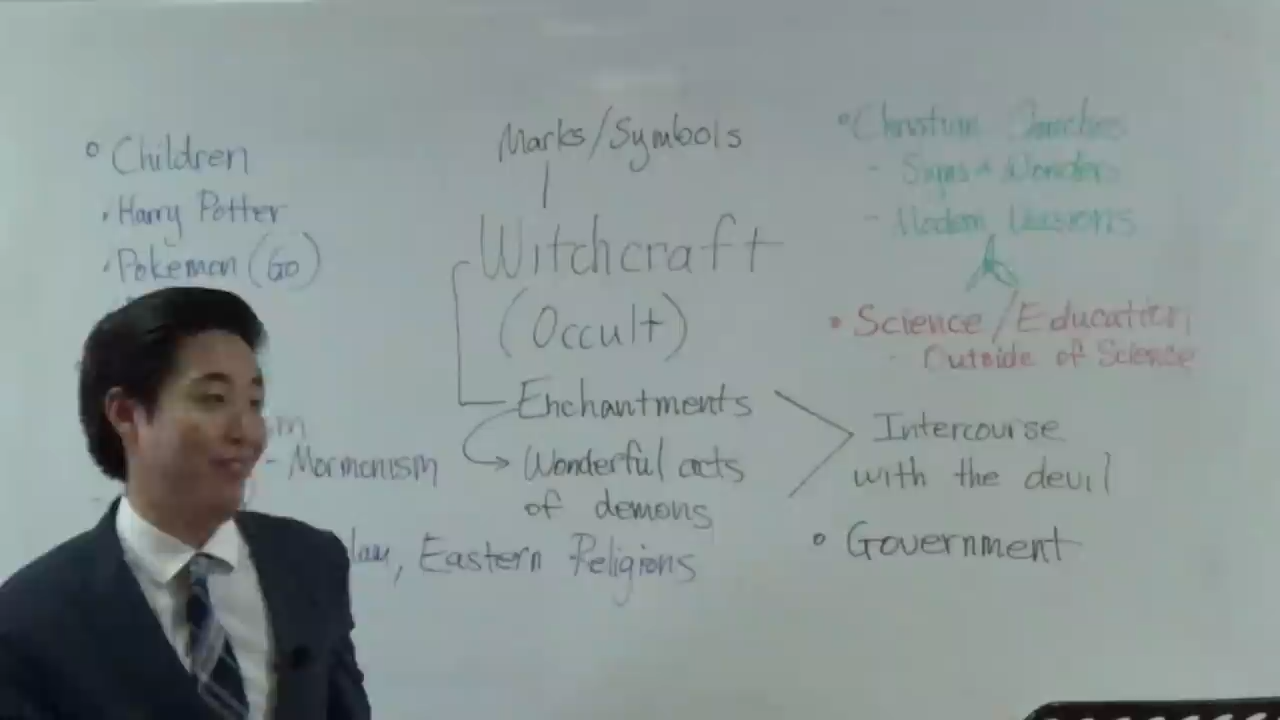 ° Children
· Harry Potter
· Pokemon (Go)
- Mormonism
, Eastern Religions
Marks/Symbols
Witchcraft
(Occult)
Enchantments
Wonderful acts
of demons
° Christian Churches
- Signs + Wonders
- Modern Versions
• Science/Education
- Outside of Science
Intercourse
with the devil
° Government